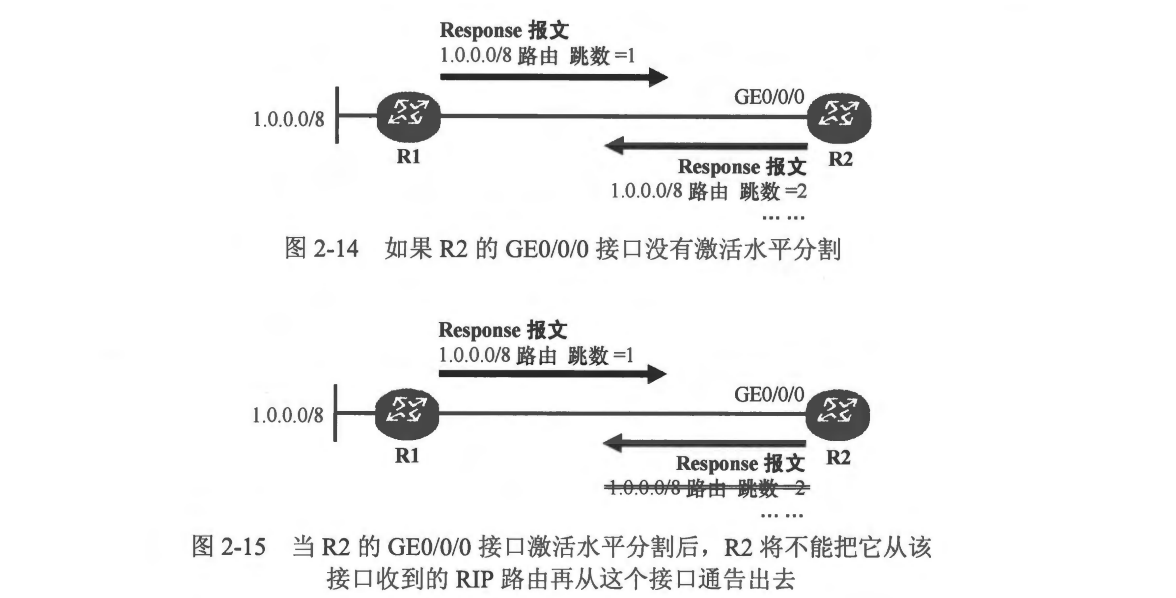 Response 报文
1.0.0.0/8 路由 跳数 =1
GE0/0/0
1.0.0.0/8
R1
R2
Response 报文
1.0.0.0/8 路由 跳数 =2
... ...
图 2-14 如果 R2 的 GE0/0/0 接口没有激活水平分割
Response 报文
1.0.0.0/8 路由 跳数 =1
GE0/0/0
1.0.0.0/8
R1
R2
Response 报文
1.0.0.0/8 路由 跳数 =2
... ...
图 2-15 当 R2 的 GE0/0/0 接口激活水平分割后，R2 将不能把它从该
接口收到的 RIP 路由再从这个接口通告出去